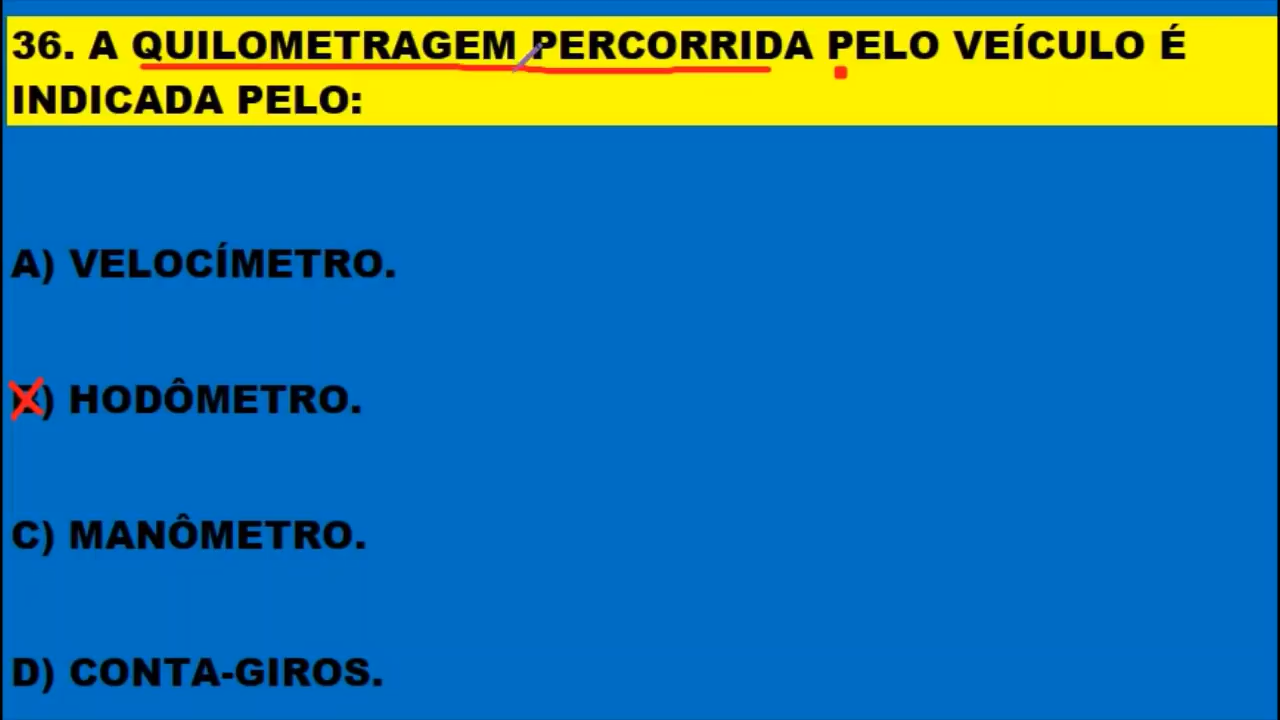 36. A QUILOMETRAGEM PERCORRIDA PELO VEÍCULO É
INDICADA PELO:
A) VELOCÍMETRO.
B) HODÔMETRO.
C) MANÔMETRO.
D) CONTA-GIROS.